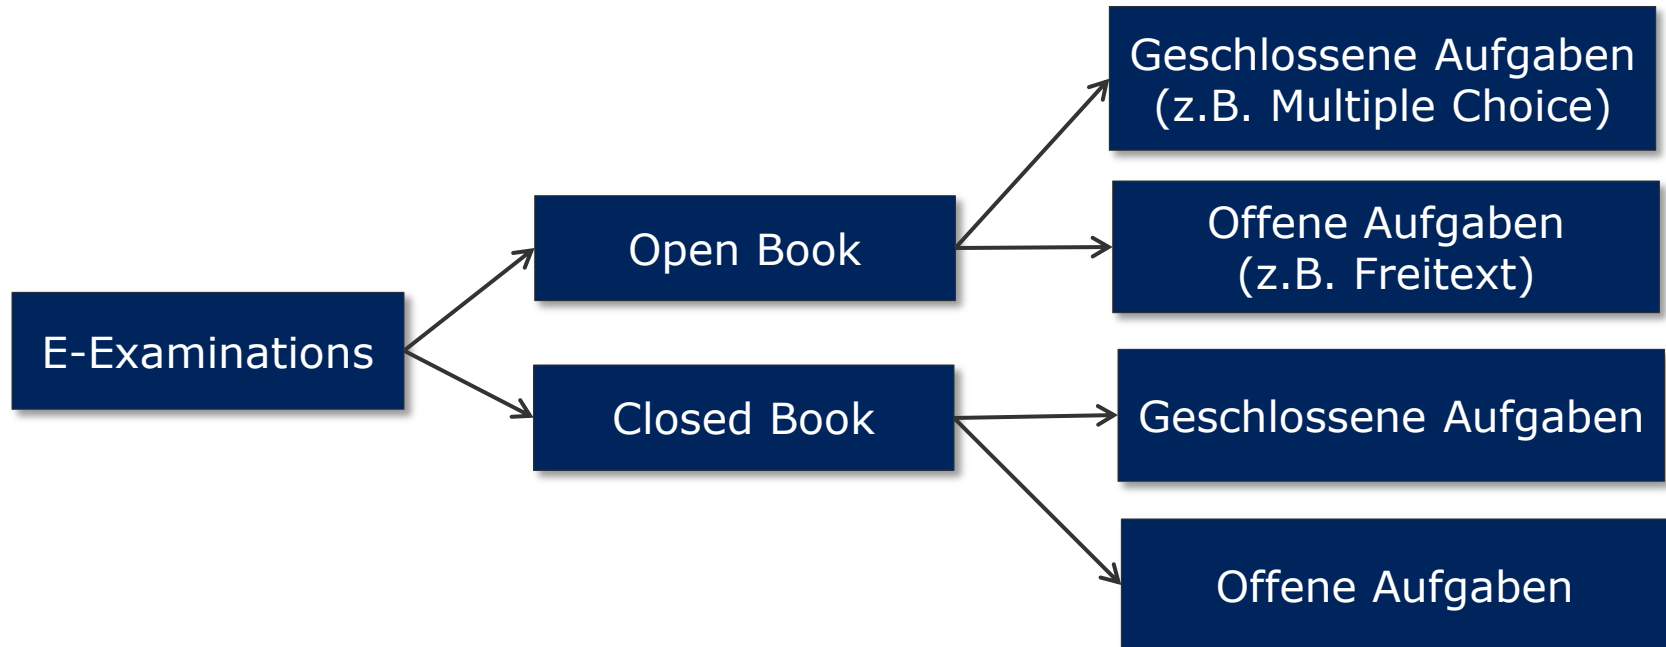 E-Examinations
Open Book
Closed Book
Geschlossene Aufgaben
(z.B. Multiple Choice)
Offene Aufgaben
(z.B. Freitext)
Geschlossene Aufgaben
Offene Aufgaben